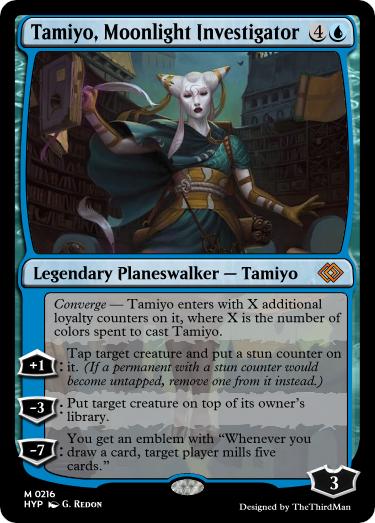 Tamiyo, Moonlight Investigator 4
Legendary Planeswalker — Tamiyo
Converge — Tamiyo enters with X additional
loyalty counters on it, where X is the number of
colors spent to cast Tamiyo.
+1: Tap target creature and put a stun counter on
it. (If a permanent with a stun counter would
become untapped, remove one from it instead.)
-3: Put target creature on top of its owner's
library.
-7: You get an emblem with “Whenever you
draw a card, target player mills five
cards.”
3
M 0216
HYP G. Redon
Designed by TheThirdMan